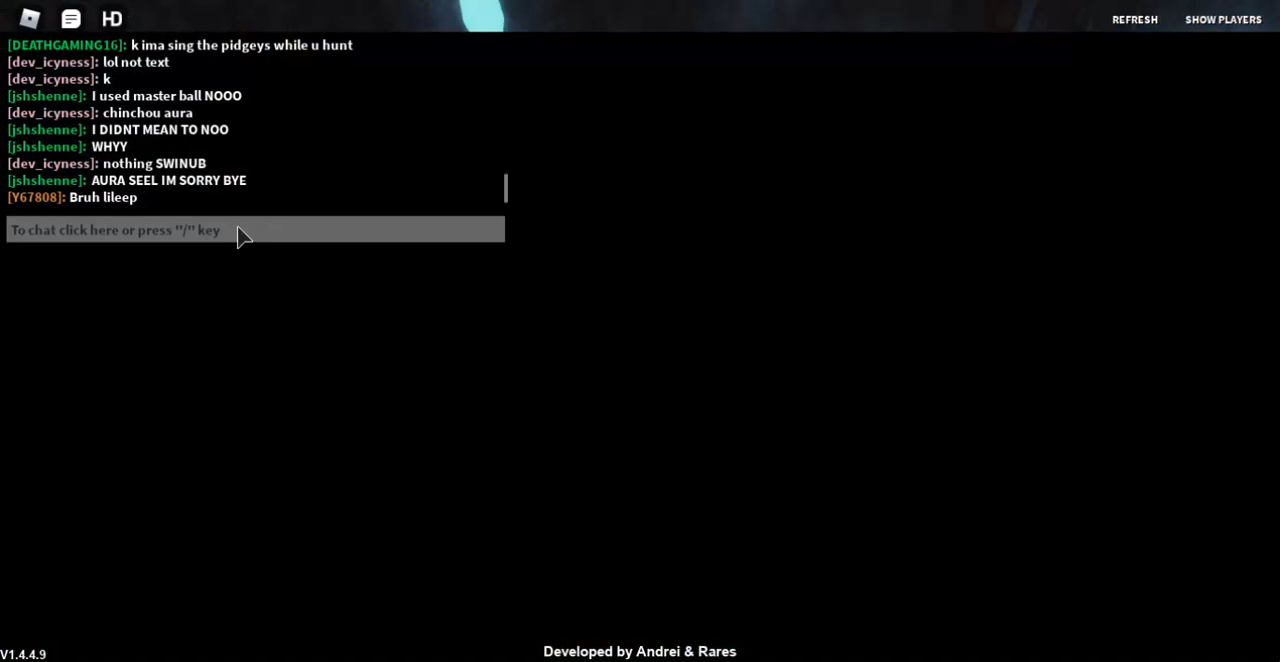 HD
REFRESH SHOW PLAYERS
[DEATHGAMING16]: k ima sing the pidgeys while u hunt
[dev_icyness]: lol not text
[dev_icyness]: k
[jshshenne]: I used master ball NOOO
[dev_icyness]: chinchou aura
[jshshenne]: I DIDNT MEAN TO NOO
[jshshenne]: WHYY
[dev_icyness]: nothing SWINUB
[jshshenne]: AURA SEEL IM SORRY BYE
[Y67808]: Bruh lileep
To chat click here or press "/" key
V1.4.4.9
Developed by Andrei & Rares